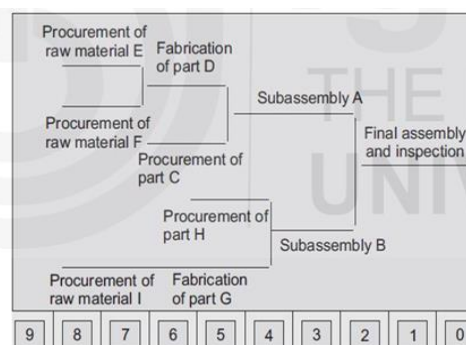 Procurement of
raw material E
Fabrication
of part D
Procurement of
raw material F
Procurement of
part C
Subassembly A
Final assembly
and inspection
Procurement of
part H
Subassembly B
Procurement of
raw material I
Fabrication
of part G
9 8 7 6 5 4 3 2 1 0
THE
UNIV